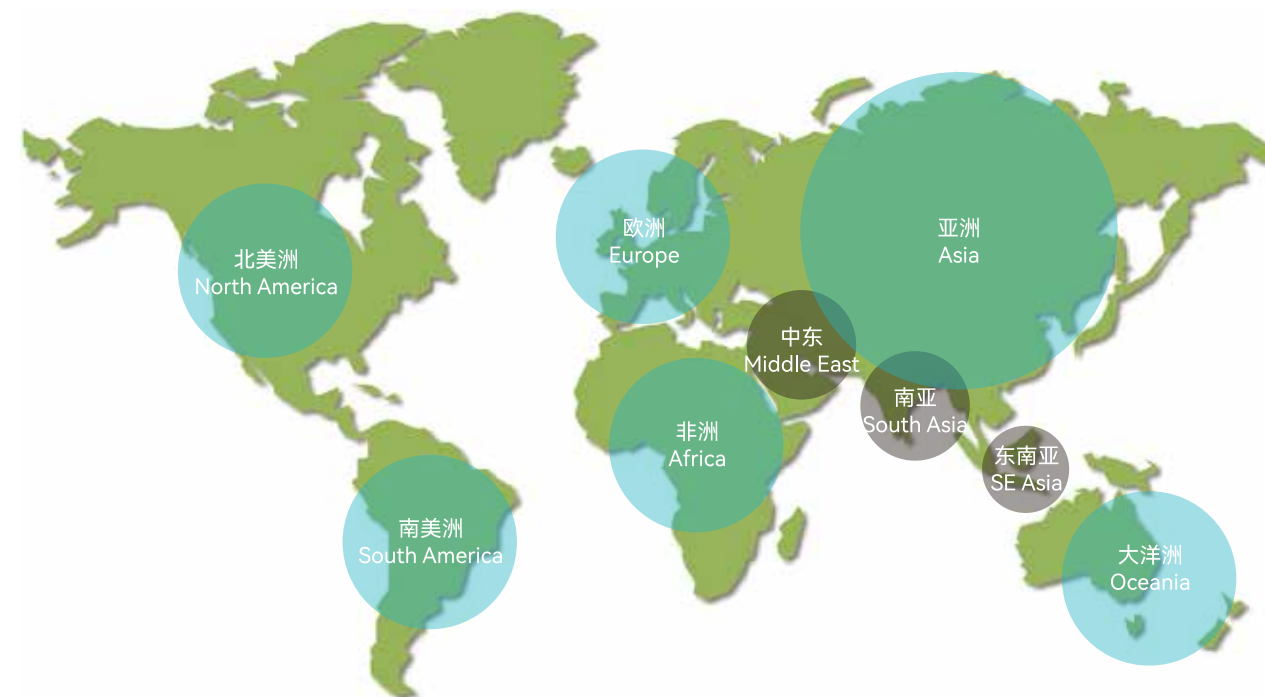 北美洲
North America
欧洲
Europe
亚洲
Asia
中东
Middle East
南亚
South Asia
非洲
Africa
东南亚
SE Asia
南美洲
South America
大洋洲
Oceania